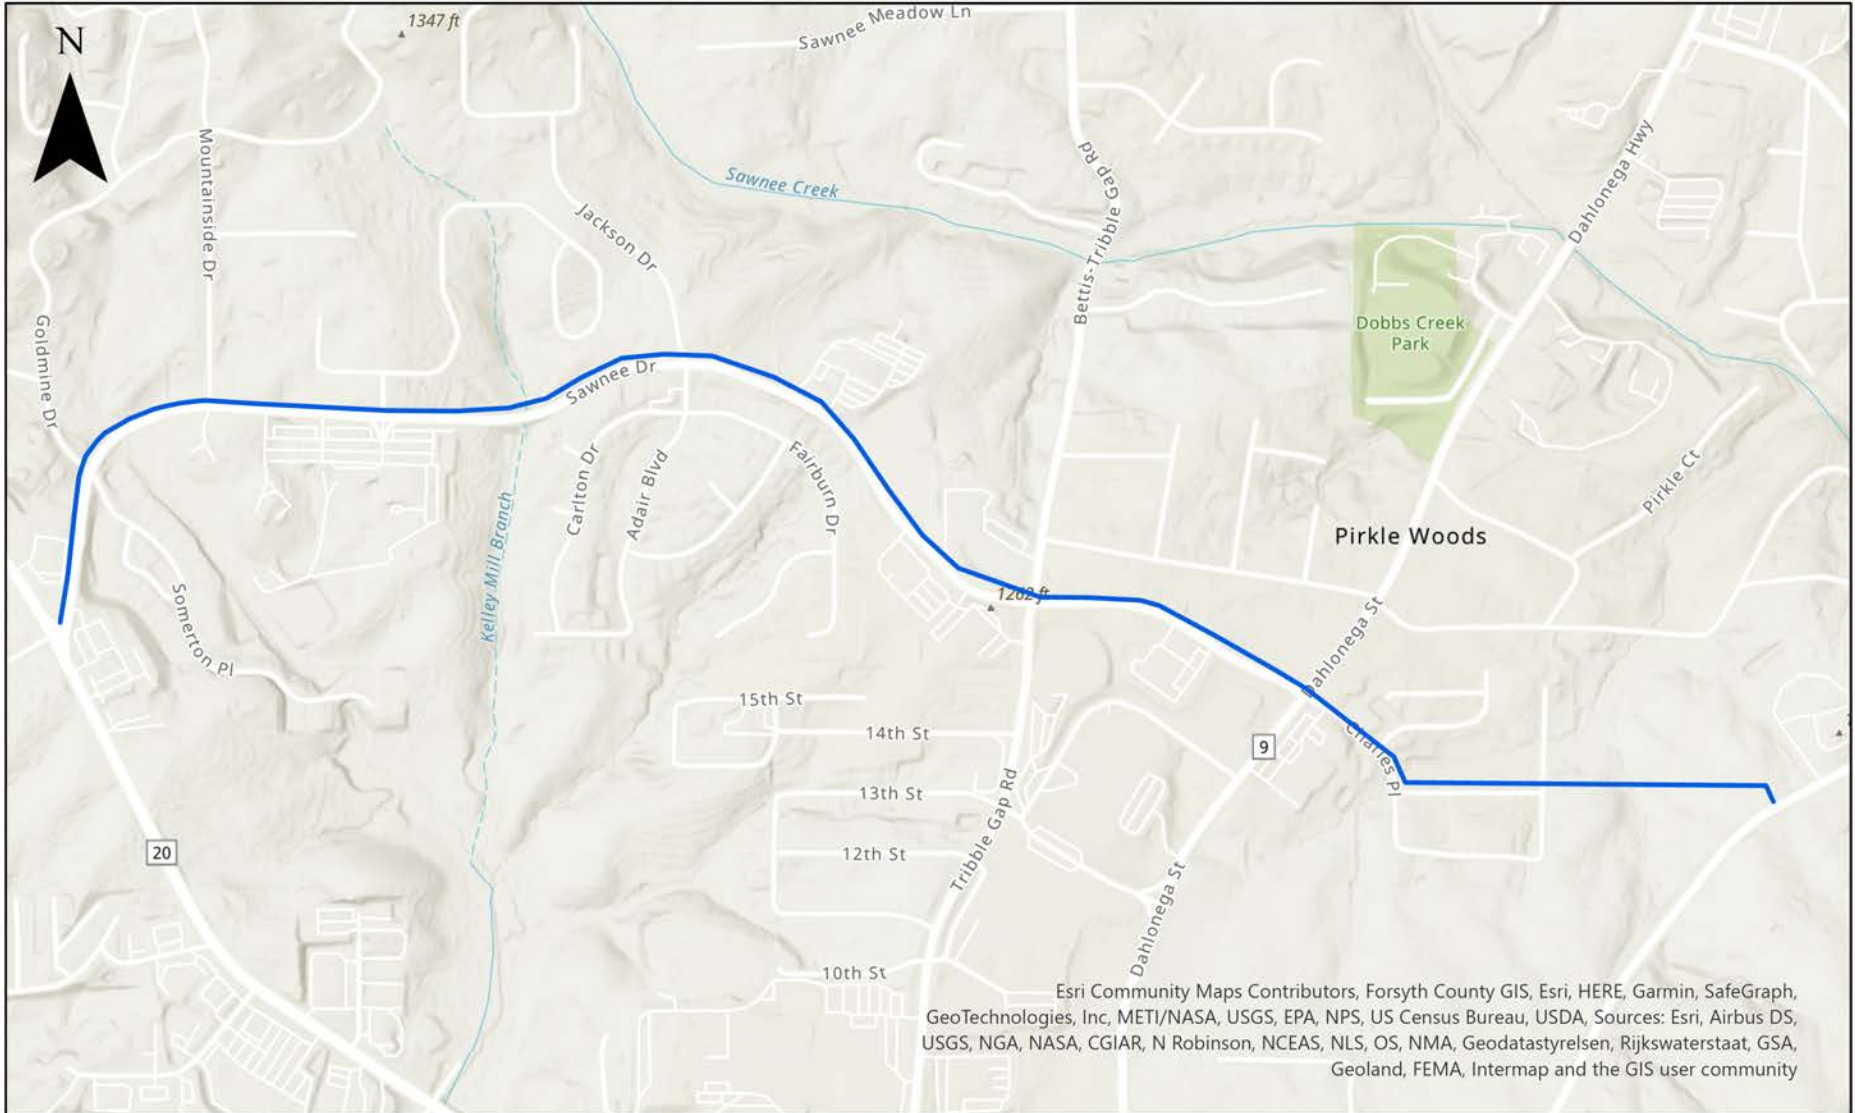 1347 ft
Sawnee Meadow Ln
N
Mountainside Dr
Dahlonega Hwy
Bettis-Tribble Gap Rd
Sawnee Creek
Jackson Dr
Goldmine Dr
Dobbs Creek
Park
Sawnee Dr
Carlton Dr
Adair Blvd
Fairburn Dr
Pirkle Ct
Kelley Mill Branch
Pirkle Woods
1262 ft
Somerton Pl
Dahlonega St
15th St
14th St
9
Charles Pl
13th St
Tribble Gap Rd
20
12th St
Dahlonega St
10th St
Esri Community Maps Contributors, Forsyth County GIS, Esri, HERE, Garmin, SafeGraph,
GeoTechnologies, Inc, METI/NASA, USGS, EPA, NPS, US Census Bureau, USDA, Sources: Esri, Airbus DS,
USGS, NGA, NASA, CGIAR, N Robinson, NCEAS, NLS, OS, NMA, Geodatastyrelsen, Rijkswaterstaat, GSA,
Geoland, FEMA, Intermap and the GIS user community